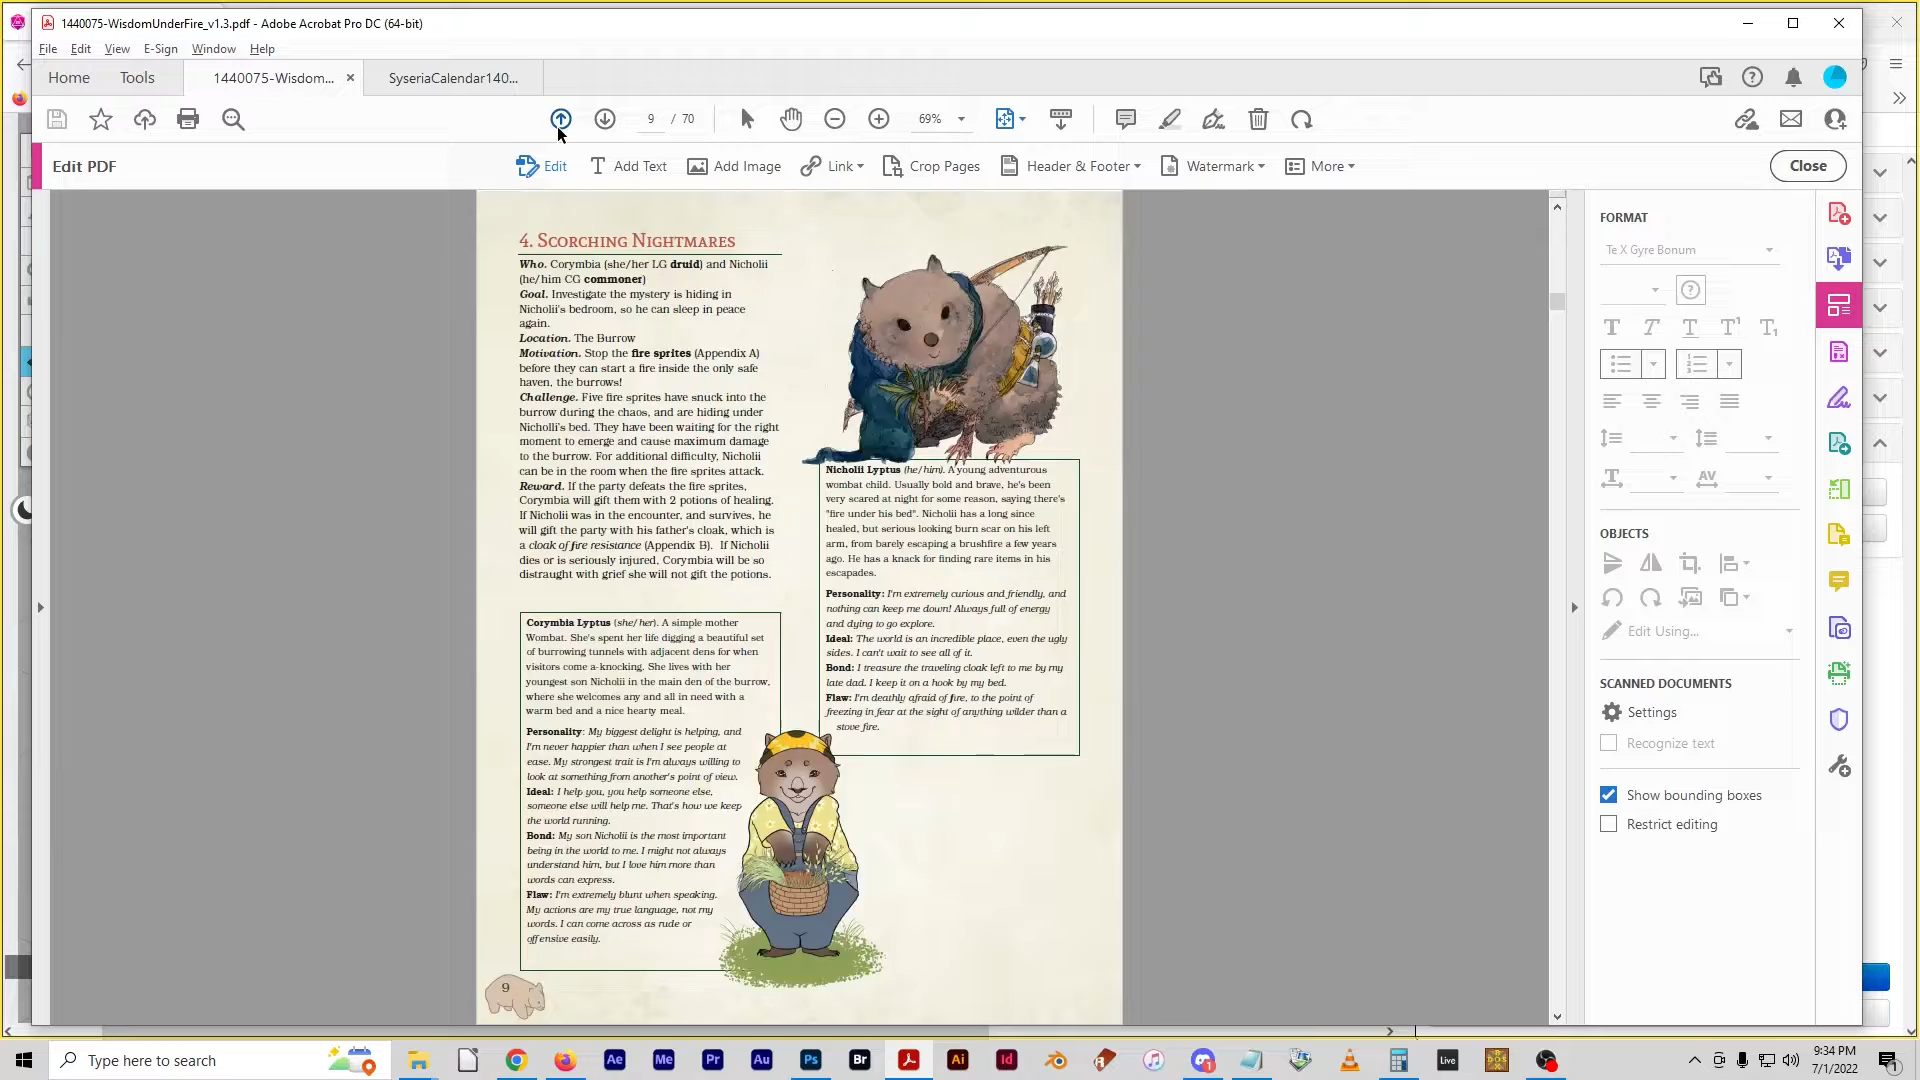 1440075-WisdomUnderFire_v1.3.pdf - Adobe Acrobat Pro DC (64-bit)
File Edit View E-Sign Window Help
Home Tools 1440075-Wisdom... × SyseriaCalendar140...
9 / 70 69%
Edit PDF Edit Add Text Add Image Link Crop Pages Header & Footer Watermark More Close
4. Scorching Nightmares
Who. Corymbia (she/her LG druid) and Nicholii
(he/him CG commoner)
Goal. Investigate the mystery is hiding in
Nicholii's bedroom, so he can sleep in peace
again.
Location. The Burrow
Motivation. Stop the fire sprites (Appendix A)
before they can start a fire inside the only safe
haven, the burrows!
Challenge. Five fire sprites have snuck into the
burrow during the chaos, and are hiding under
Nicholli's bed. They have been waiting for the right
moment to emerge and cause maximum damage
to the burrow. For additional difficulty, Nicholii
can be in the room when the fire sprites attack.
Reward. If the party defeats the fire sprites,
Corymbia will gift them with 2 potions of healing.
If Nicholii was in the encounter, and survives, he
will gift the party with his father's cloak, which is
a cloak of fire resistance (Appendix B). If Nicholii
dies or is seriously injured, Corymbia will be so
distraught with grief she will not gift the potions.
Corymbia Lyptus (she/her). A simple mother
Wombat. She's spent her life digging a beautiful set
of burrowing tunnels with adjacent dens for when
visitors come a-knocking. She lives with her
youngest son Nicholii in the main den of the burrow,
where she welcomes any and all in need with a
warm bed and a nice hearty meal.
Personality: My biggest delight is helping, and
I'm never happier than when I see people at
ease. My strongest trait is I'm always willing to
look at something from another's point of view.
Ideal: I help you, you help someone else,
someone else will help me. That's how we keep
the world running.
Bond: My son Nicholii is the most important
being in the world to me. I might not always
understand him, but I love him more than
words can express.
Flaw: I'm extremely blunt when speaking.
My actions are my true language, not my
words. I can come across as rude or
offensive easily.
9
Nicholii Lyptus (he/him). A young adventurous
wombat child. Usually bold and brave, he's been
very scared at night for some reason, saying there's
"fire under his bed". Nicholii has a long since
healed, but serious looking burn scar on his left
arm, from barely escaping a brushfire a few years
ago. He has a knack for finding rare items in his
escapades.
Personality: I'm extremely curious and friendly, and
nothing can keep me down! Always full of energy
and dying to go explore.
Ideal: The world is an incredible place, even the ugly
sides. I can't wait to see all of it.
Bond: I treasure the traveling cloak left to me by my
late dad. I keep it on a hook by my bed.
Flaw: I'm deathly afraid of fire, to the point of
freezing in fear at the sight of anything wilder than a
stove fire.
FORMAT
Te X Gyre Bonum
OBJECTS
Edit Using...
SCANNED DOCUMENTS
Settings
Recognize text
Show bounding boxes
Restrict editing
Type here to search
Ae Me Pr Au Ps Br Ai Id Live DOS
9:34 PM
7/1/2022